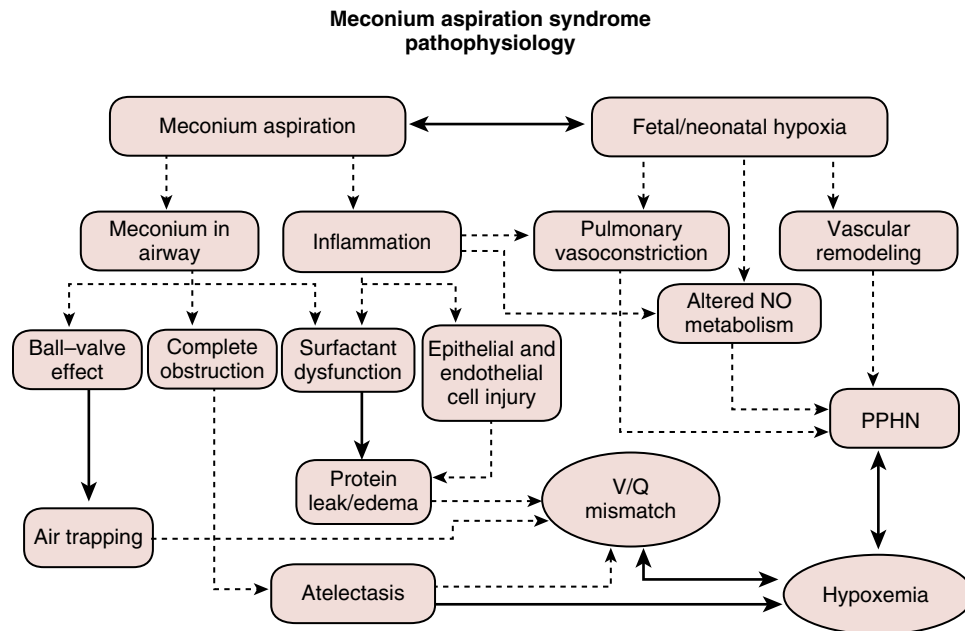 Meconium aspiration syndrome
pathophysiology
Meconium aspiration
Fetal/neonatal hypoxia
Meconium in
airway
Inflammation
Pulmonary
vasoconstriction
Vascular
remodeling
Altered NO
metabolism
Ball–valve
effect
Complete
obstruction
Surfactant
dysfunction
Epithelial and
endothelial
cell injury
PPHN
Protein
leak/edema
V/Q
mismatch
Air trapping
Atelectasis
Hypoxemia